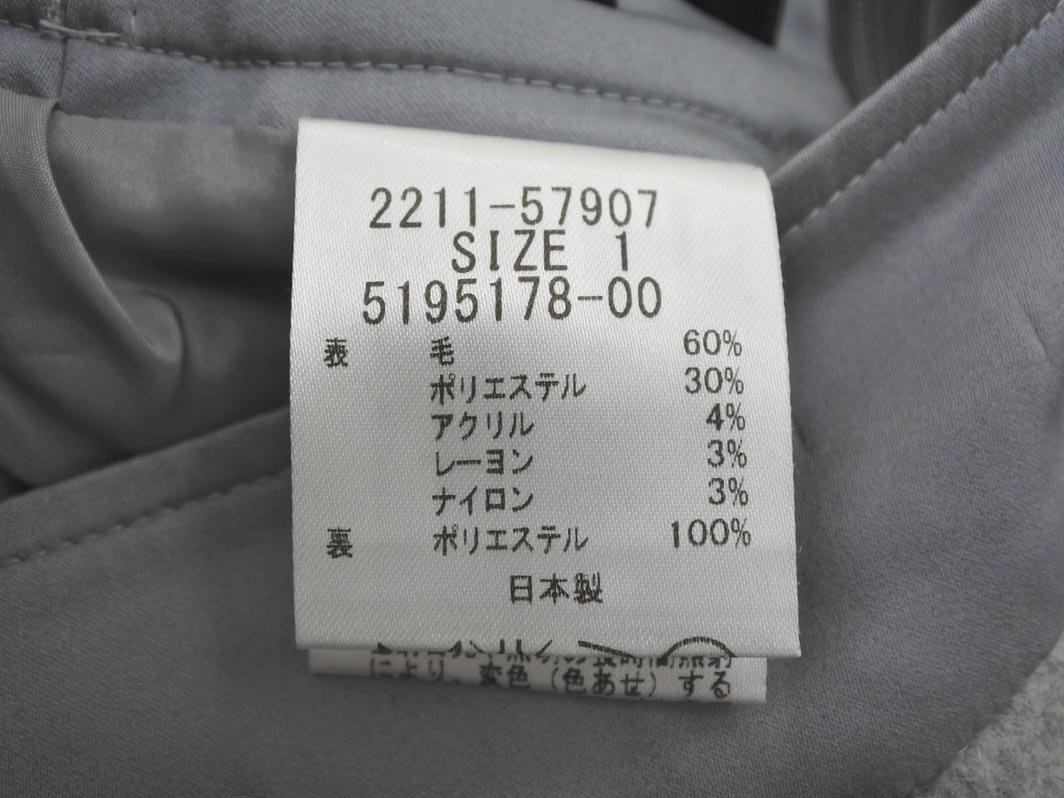 2211-57907
SIZE 1
5195178-00
表 毛 60%
ポリエステル 30%
アクリル 4%
レーヨン 3%
ナイロン 3%
裏 ポリエステル 100%
日本製
により、変色(色あせ)する